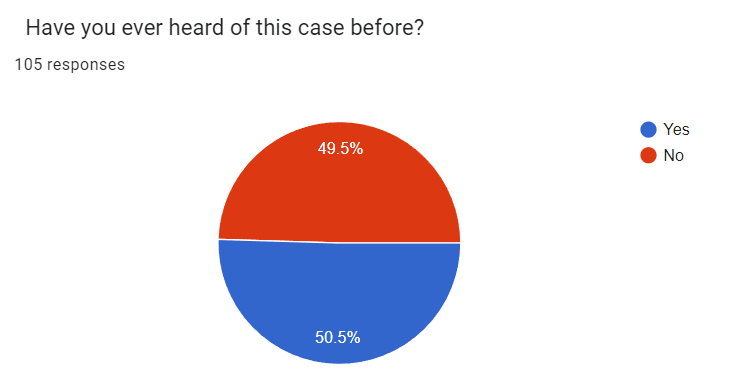 Have you ever heard of this case before?
105 responses
49.5%
50.5%
Yes
No